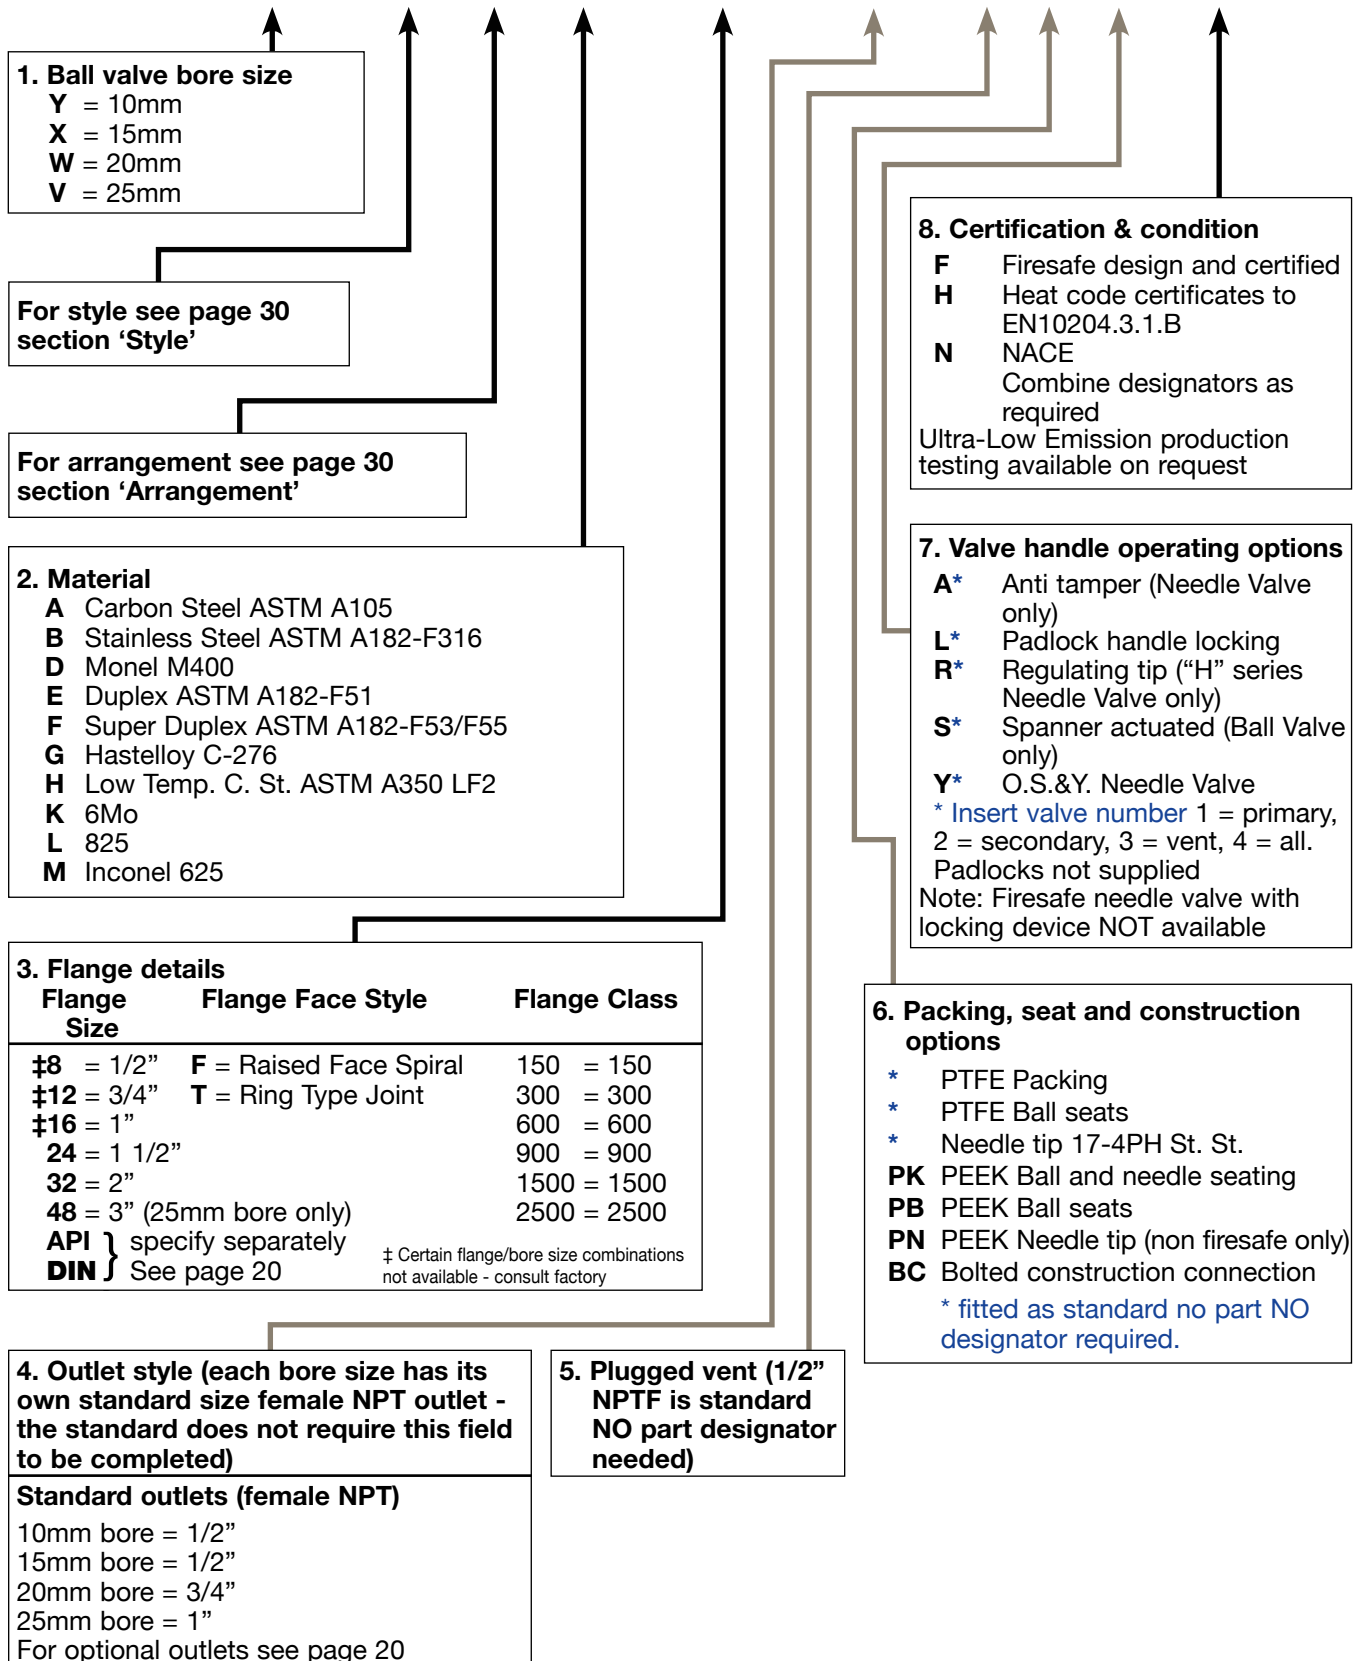 1. Ball valve bore size
Y = 10mm
X = 15mm
W = 20mm
V = 25mm
For style see page 30
section ‘Style’
For arrangement see page 30
section ‘Arrangement’
2. Material
A Carbon Steel ASTM A105
B Stainless Steel ASTM A182-F316
D Monel M400
E Duplex ASTM A182-F51
F Super Duplex ASTM A182-F53/F55
G Hastelloy C-276
H Low Temp. C. St. ASTM A350 LF2
K 6Mo
L 825
M Inconel 625
3. Flange details
Flange Flange Face Style Flange Class
Size
‡8 = 1/2” F = Raised Face Spiral 150 = 150
‡12 = 3/4” T = Ring Type Joint 300 = 300
‡16 = 1” 600 = 600
24 = 1 1/2” 900 = 900
32 = 2” 1500 = 1500
48 = 3” (25mm bore only) 2500 = 2500
API } specify separately
DIN } See page 20
‡ Certain flange/bore size combinations
not available - consult factory
4. Outlet style (each bore size has its
own standard size female NPT outlet -
the standard does not require this field
to be completed)
Standard outlets (female NPT)
10mm bore = 1/2”
15mm bore = 1/2”
20mm bore = 3/4”
25mm bore = 1”
For optional outlets see page 20
5. Plugged vent (1/2”
NPTF is standard
NO part designator
needed)
6. Packing, seat and construction
options
* PTFE Packing
* PTFE Ball seats
* Needle tip 17-4PH St. St.
PK PEEK Ball and needle seating
PB PEEK Ball seats
PN PEEK Needle tip (non firesafe only)
BC Bolted construction connection
* fitted as standard no part NO
designator required.
7. Valve handle operating options
A* Anti tamper (Needle Valve
only)
L* Padlock handle locking
R* Regulating tip (“H” series
Needle Valve only)
S* Spanner actuated (Ball Valve
only)
Y* O.S.&Y. Needle Valve
* Insert valve number 1 = primary,
2 = secondary, 3 = vent, 4 = all.
Padlocks not supplied
Note: Firesafe needle valve with
locking device NOT available
8. Certification & condition
F Firesafe design and certified
H Heat code certificates to
EN10204.3.1.B
N NACE
Combine designators as
required
Ultra-Low Emission production
testing available on request